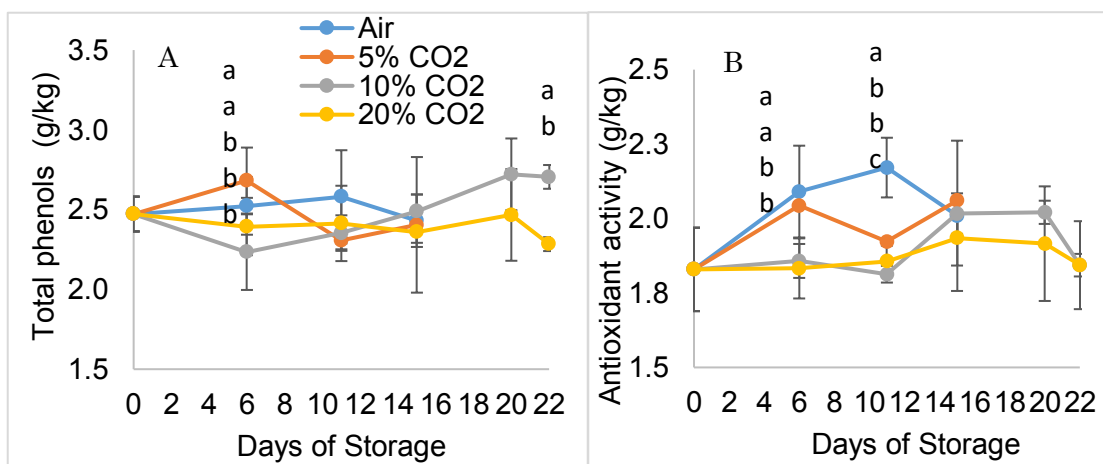 A
Air
5% CO2
10% CO2
20% CO2
3.5
3.0
2.5
2.0
1.5
Total phenols (g/kg)
a
a
b
b
b
a
b
0 2 4 6 8 10 12 14 16 18 20 22
Days of Storage
B
2.5
2.3
2.0
1.8
1.5
Antioxidant activity (g/kg)
a
a
b
b
a
b
b
c
0 2 4 6 8 10 12 14 16 18 20 22
Days of Storage